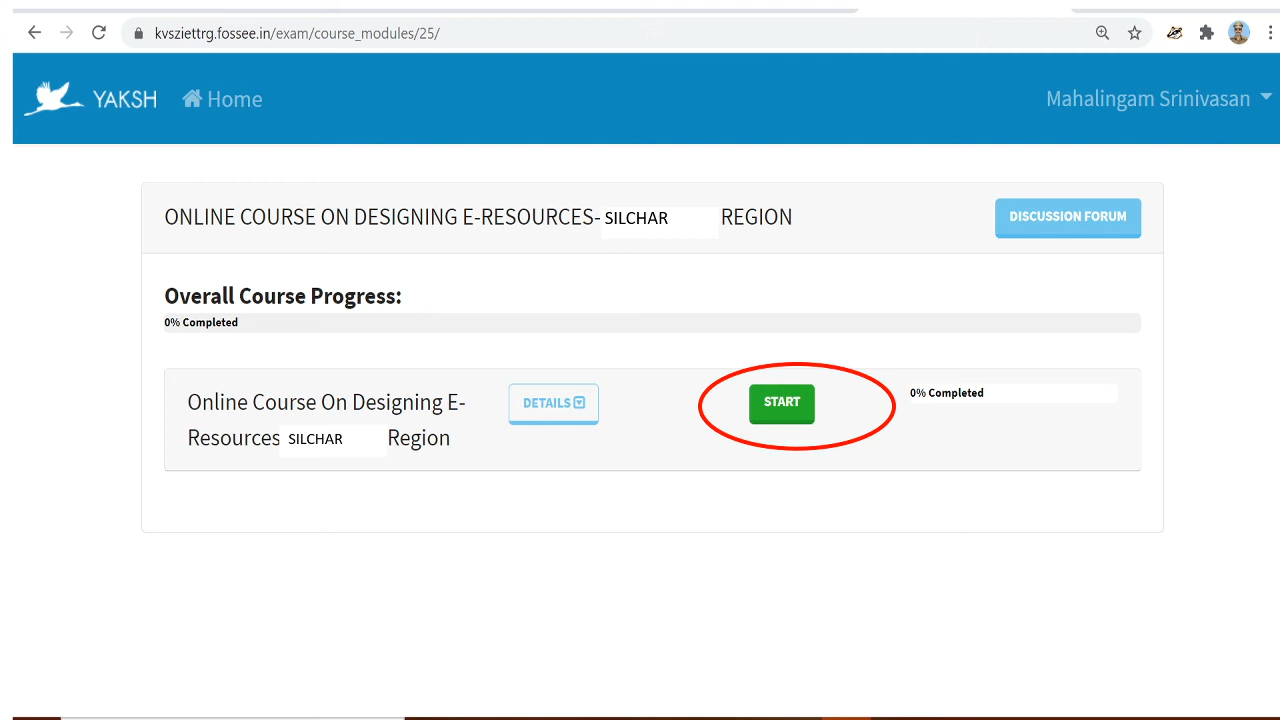 kvsziettrg.fossee.in/exam/course_modules/25/
YAKSH Home Mahalingam Srinivasan
ONLINE COURSE ON DESIGNING E-RESOURCES- SILCHAR REGION DISCUSSION FORUM
Overall Course Progress:
0% Completed
Online Course On Designing E- DETAILS START 0% Completed
Resources SILCHAR Region